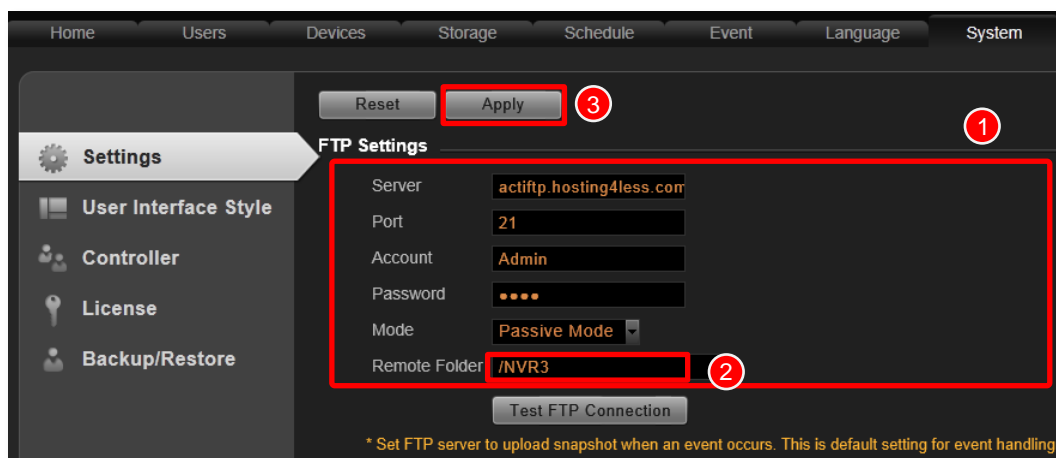 Home Users Devices Storage Schedule Event Language System
Reset Apply 3
1
FTP Settings
Settings
Server actiftp.hosting4less.com
User Interface Style
Port 21
Controller
Account Admin
Password ••••
License
Mode Passive Mode
Backup/Restore
Remote Folder /NVR3 2
Test FTP Connection
* Set FTP server to upload snapshot when an event occurs. This is default setting for event handling